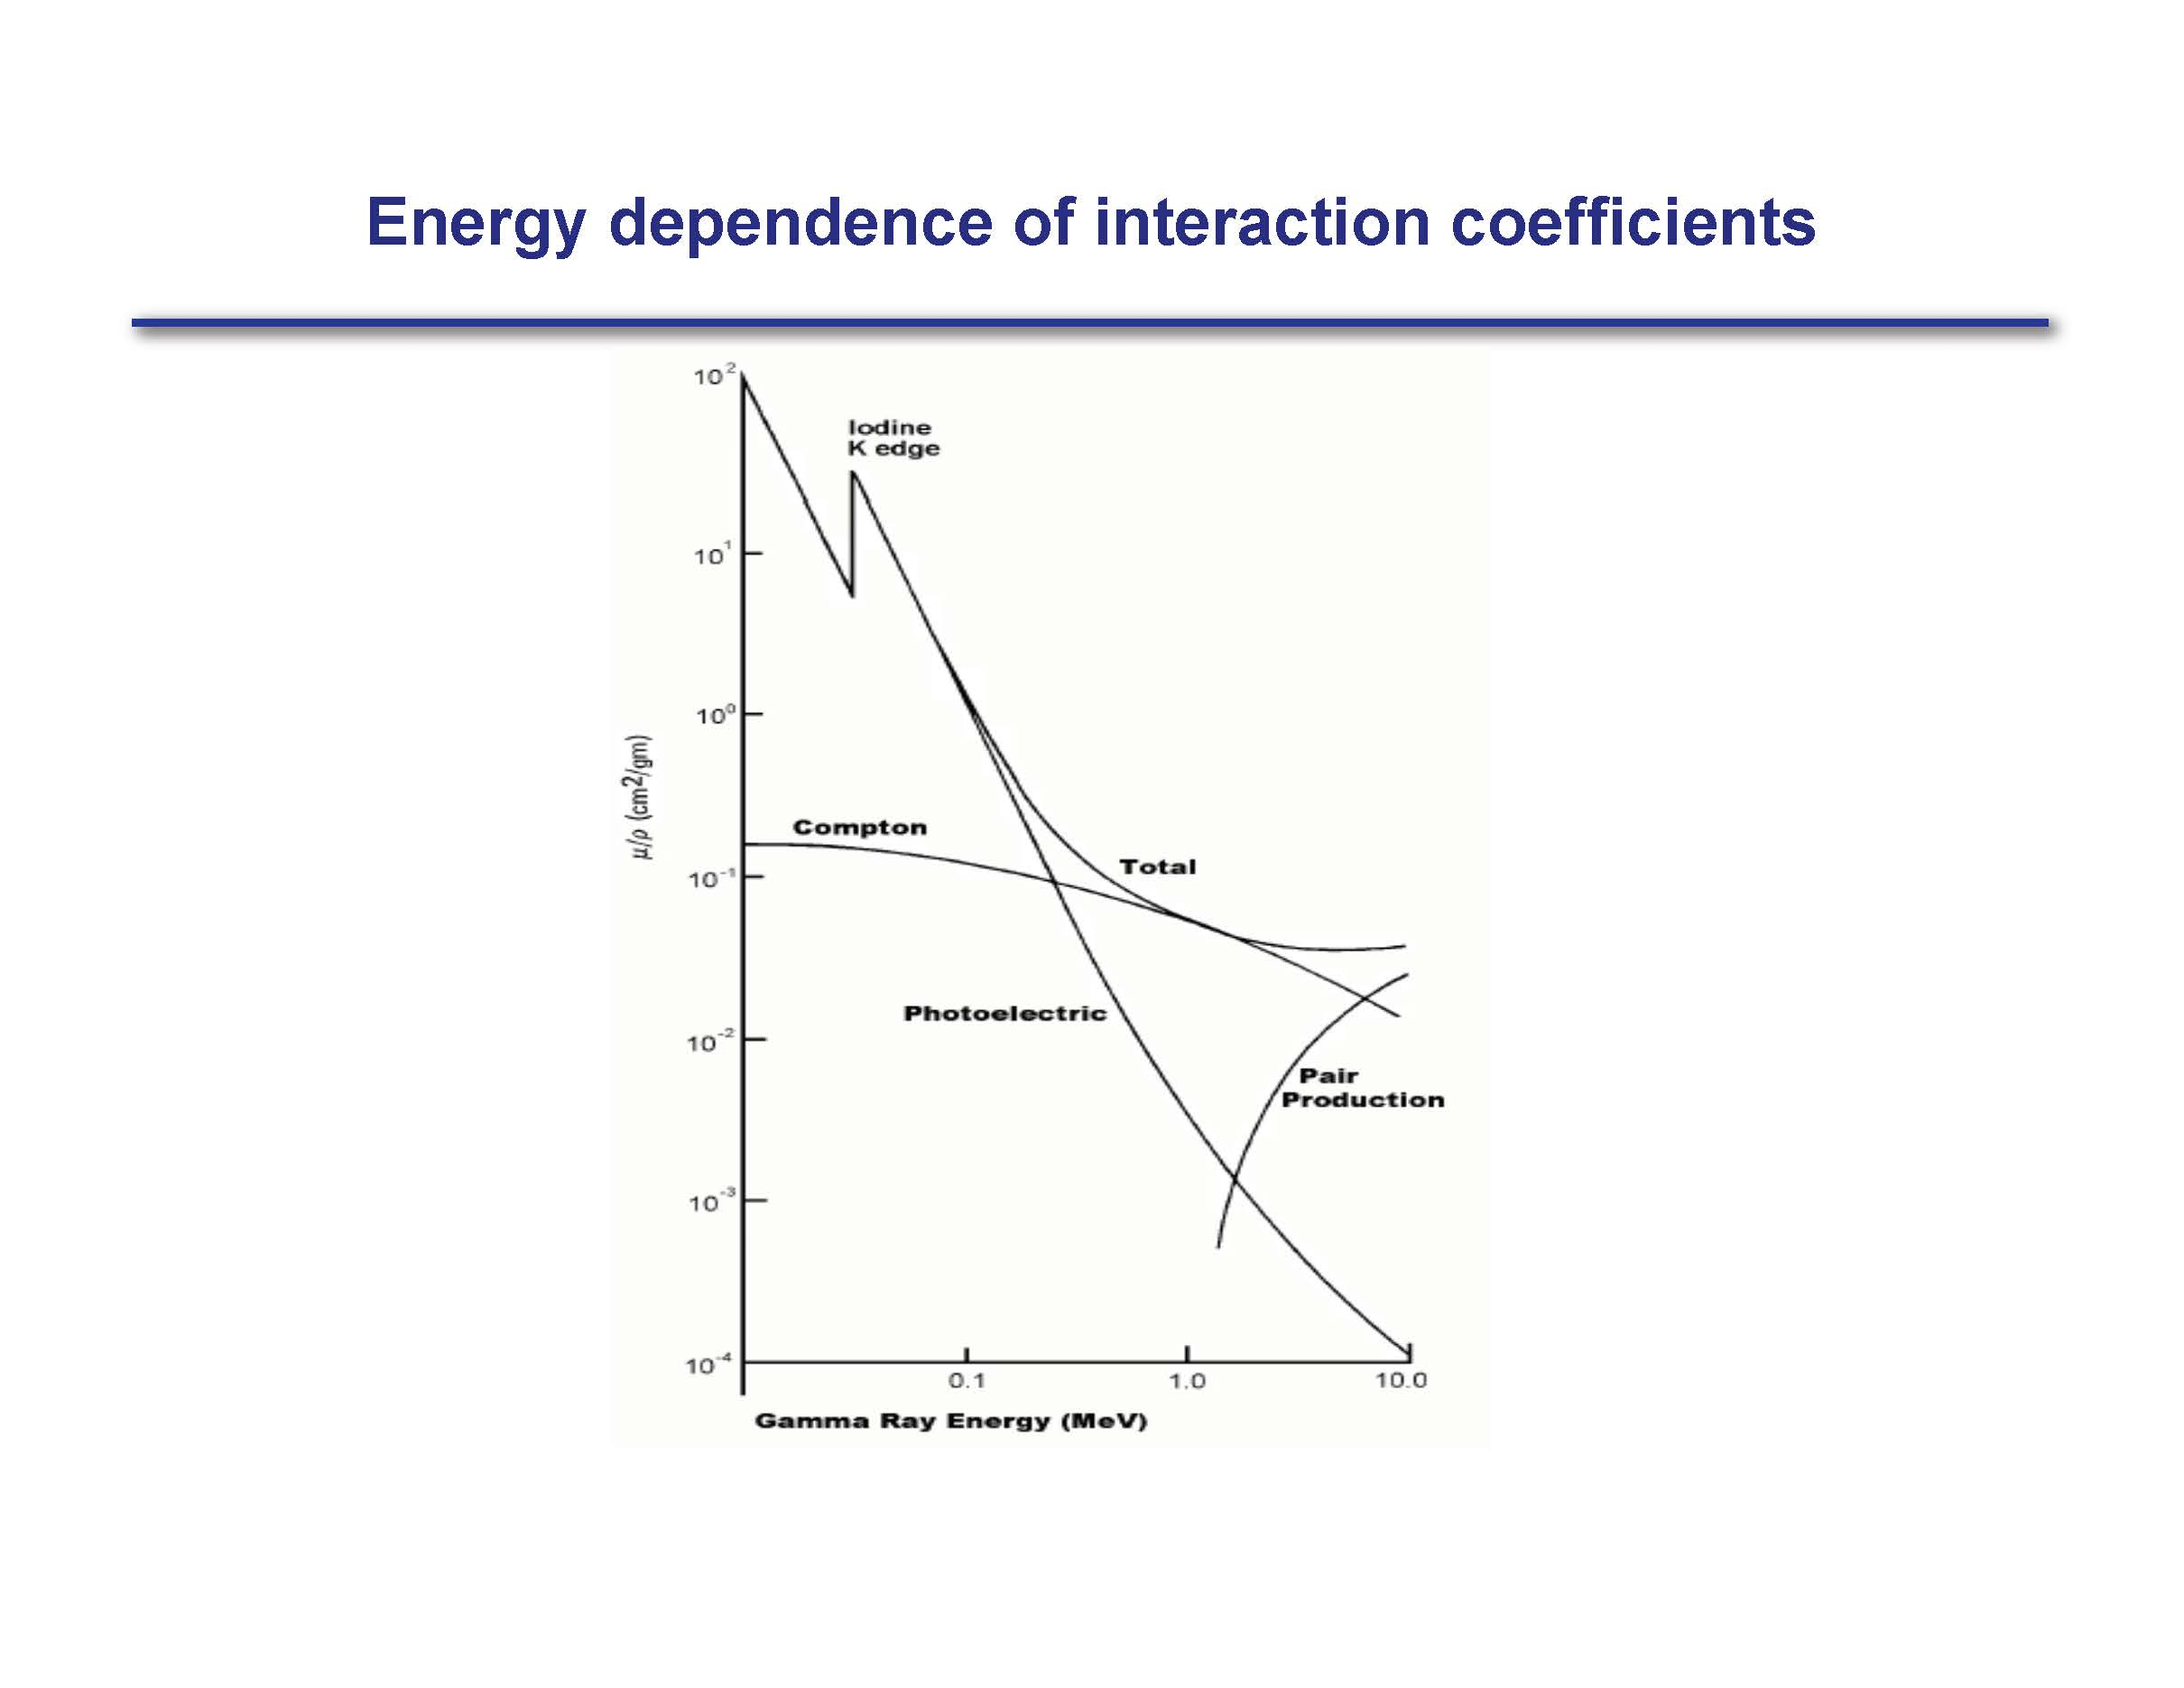 Energy dependence of interaction coefficients
10²
Iodine
K edge
10¹
10⁰
μ/ρ (cm2/gm)
Compton
Total
10⁻¹
Photoelectric
10⁻²
Pair
Production
10⁻³
10⁻⁴
0.1 1.0 10.0
Gamma Ray Energy (MeV)